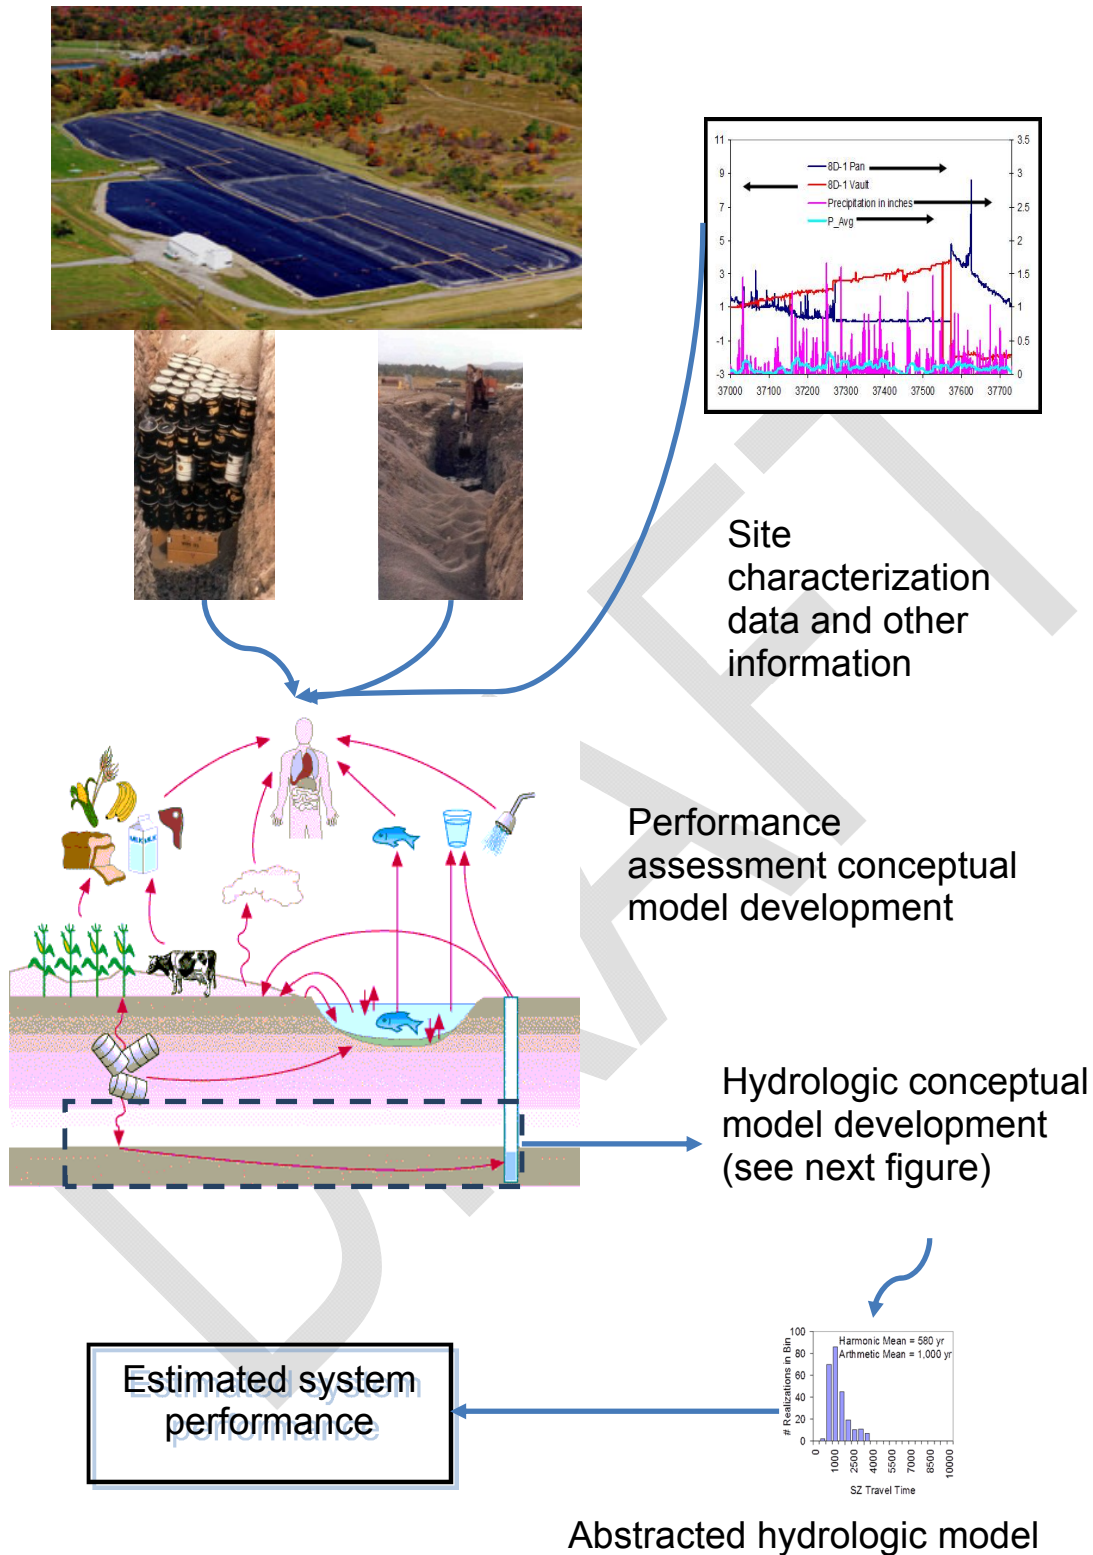 11
9
7
5
3
1
-1
-3
3.5
3
2.5
2
1.5
1
0.5
0
8D-1 Pan
8D-1 Vault
Precipitation in inches
P_Avg
37000 37100 37200 37300 37400 37500 37600 37700
Site
characterization
data and other
information
MILK MILK
Performance
assessment conceptual
model development
Hydrologic conceptual
model development
(see next figure)
Harmonic Mean = 580 yr
Arthmetic Mean = 1,000 yr
# Realizations in Bin
100
80
60
40
20
0
0 1000 2500 4000 5500 7000 8500 10000
SZ Travel Time
Estimated system
performance
Abstracted hydrologic model
DRAFT